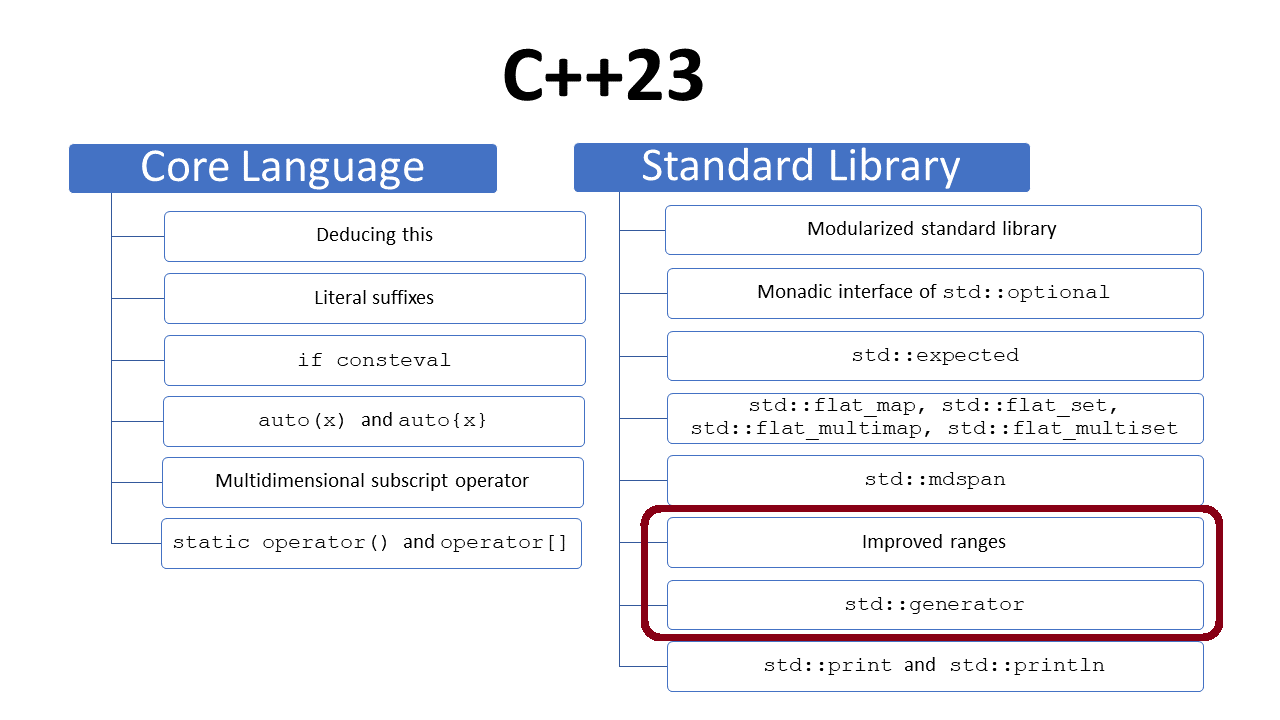 C++23
Core Language
Deducing this
Literal suffixes
if consteval
auto(x) and auto{x}
Multidimensional subscript operator
static operator() and operator[]
Standard Library
Modularized standard library
Monadic interface of std::optional
std::expected
std::flat_map, std::flat_set,
std::flat_multimap, std::flat_multiset
std::mdspan
Improved ranges
std::generator
std::print and std::println